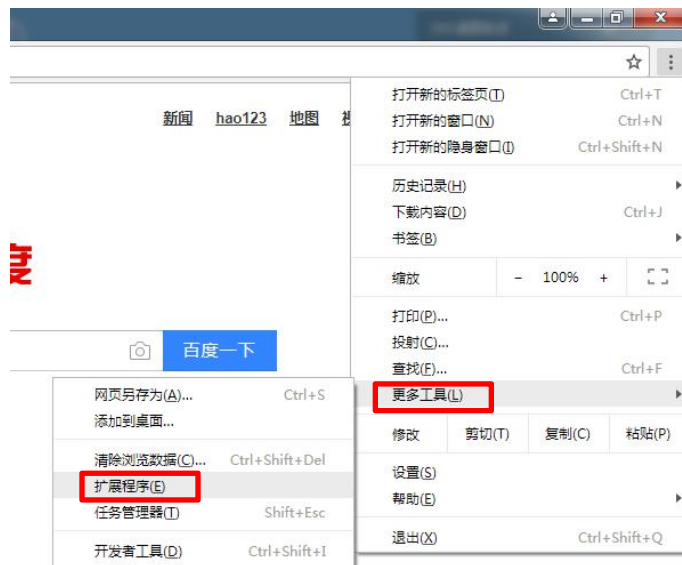 打开新的标签页(T) Ctrl+T
新闻 hao123 地图
打开新的窗口(N) Ctrl+N
打开新的隐身窗口(I) Ctrl+Shift+N
历史记录(H)
下载内容(D) Ctrl+J
书签(B)
度
缩放 - 100% +
打印(P)... Ctrl+P
投射(C)...
百度一下
查找(F)... Ctrl+F
更多工具(L)
修改 剪切(T) 复制(C) 粘贴(P)
设置(S)
帮助(E)
退出(X) Ctrl+Shift+Q
网页另存为(A)... Ctrl+S
添加到桌面...
清除浏览数据(C)... Ctrl+Shift+Del
扩展程序(E)
任务管理器(T) Shift+Esc
开发者工具(D) Ctrl+Shift+I